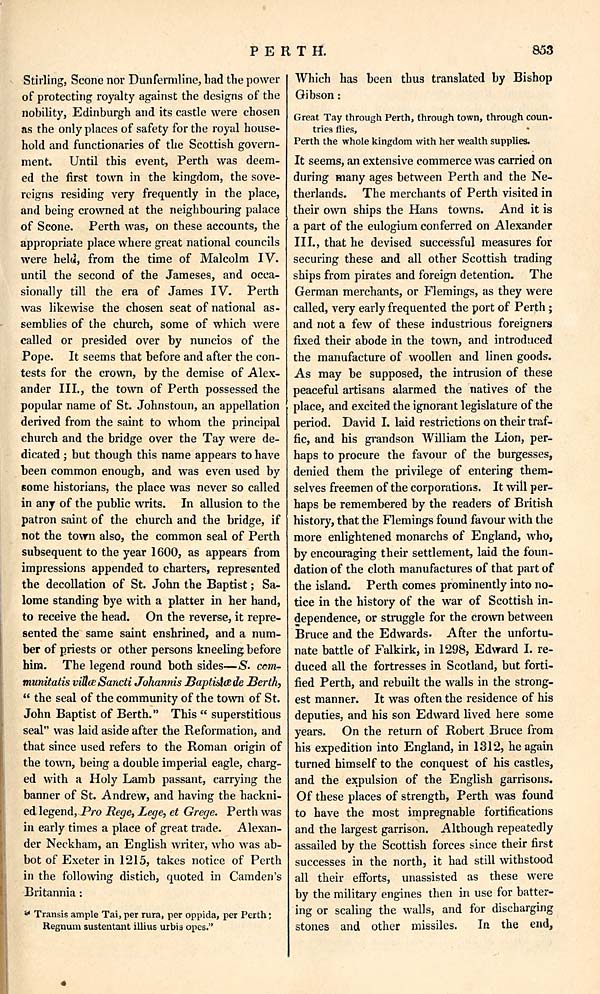 PERTH. 853
Stirling, Scone nor Dunfermline, had the power
of protecting royalty against the designs of the
nobility, Edinburgh and its castle were chosen
as the only places of safety for the royal house-
hold and functionaries of the Scottish govern-
ment. Until this event, Perth was deem-
ed the first town in the kingdom, the sove-
reigns residing very frequently in the place,
and being crowned at the neighbouring palace
of Scone. Perth was, on these accounts, the
appropriate place where great national councils
were held, from the time of Malcolm IV.
until the second of the Jameses, and occa-
sionally till the era of James IV. Perth
was likewise the chosen seat of national as-
semblies of the church, some of which were
called or presided over by nuncios of the
Pope. It seems that before and after the con-
tests for the crown, by the demise of Alex-
ander III., the town of Perth possessed the
popular name of St. Johnstoun, an appellation
derived from the saint to whom the principal
church and the bridge over the Tay were de-
dicated; but though this name appears to have
been common enough, and was even used by
some historians, the place was never so called
in any of the public writs. In allusion to the
patron saint of the church and the bridge, if
not the town also, the common seal of Perth
subsequent to the year 1600, as appears from
impressions appended to charters, represented
the decollation of St. John the Baptist; Sa-
lome standing bye with a platter in her hand,
to receive the head. On the reverse, it repre-
sented the same saint enshrined, and a num-
ber of priests or other persons kneeling before
him. The legend round both sides—S. com-
munitatis villæ Sancti Johannis Baptistæ de Berth,
" the seal of the community of the town of St.
John Baptist of Berth." This " superstitious
seal" was laid aside after the Reformation, and
that since used refers to the Roman origin of
the town, being a double imperial eagle, charg-
ed with a Holy Lamb passant, carrying the
banner of St. Andrew, and having the hackni-
ed legend, Pro Rege, Lege, et Grege. Perth was
in early times a place of great trade. Alexan-
der Neckham, an English writer, who was ab-
bot of Exeter in 1215, takes notice of Perth
in the following distich, quoted in Camden's
Britannia:
" Transis ample Tai, per rura, per oppida, per Perth:
Regnum sustentant illius urbis opes."
Which has been thus translated by Bishop
Gibson:
Great Tay through Perth, through town, through coun-
tries flies,
Perth the whole kingdom with her wealth supplies.
It seems, an extensive commerce was carried on
during many ages between Perth and the Ne-
therlands. The merchants of Perth visited in
their own ships the Hans towns. And it is
a part of the eulogium conferred on Alexander
III., that he devised successful measures for
securing these and all other Scottish trading
ships from pirates and foreign detention. The
German merchants, or Flemings, as they were
called, very early frequented the port of Perth;
and not a few of these industrious foreigners
fixed their abode in the town, and introduced
the manufacture of woollen and linen goods.
As may be supposed, the intrusion of these
peaceful artisans alarmed the natives of the
place, and excited the ignorant legislature of the
period. David I. laid restrictions on their traf-
fic, and his grandson William the Lion, per-
haps to procure the favour of the burgesses,
denied them the privilege of entering them-
selves freemen of the corporations. It will per-
haps be remembered by the readers of British
history, that the Flemings found favour with the
more enlightened monarchs of England, who,
by encouraging their settlement, laid the foun-
dation of the cloth manufactures of that part of
the island. Perth comes prominently into no-
tice in the history of the war of Scottish in-
dependence, or struggle for the crown between
Bruce and the Edwards. After the unfortu-
nate battle of Falkirk, in 1298, Edward I. re-
duced all the fortresses in Scotland, but forti-
fied Perth, and rebuilt the walls in the strong-
est manner. It was often the residence of his
deputies, and his son Edward lived here some
years. On the return of Robert Bruce from
his expedition into England, in 1312, he again
turned himself to the conquest of his castles,
and the expulsion of the English garrisons.
Of these places of strength, Perth was found
to have the most impregnable fortifications
and the largest garrison. Although repeatedly
assailed by the Scottish forces since their first
successes in the north, it had still withstood
all their efforts, unassisted as these were
by the military engines then in use for batter-
ing or scaling the walls, and for discharging
stones and other missiles. In the end,